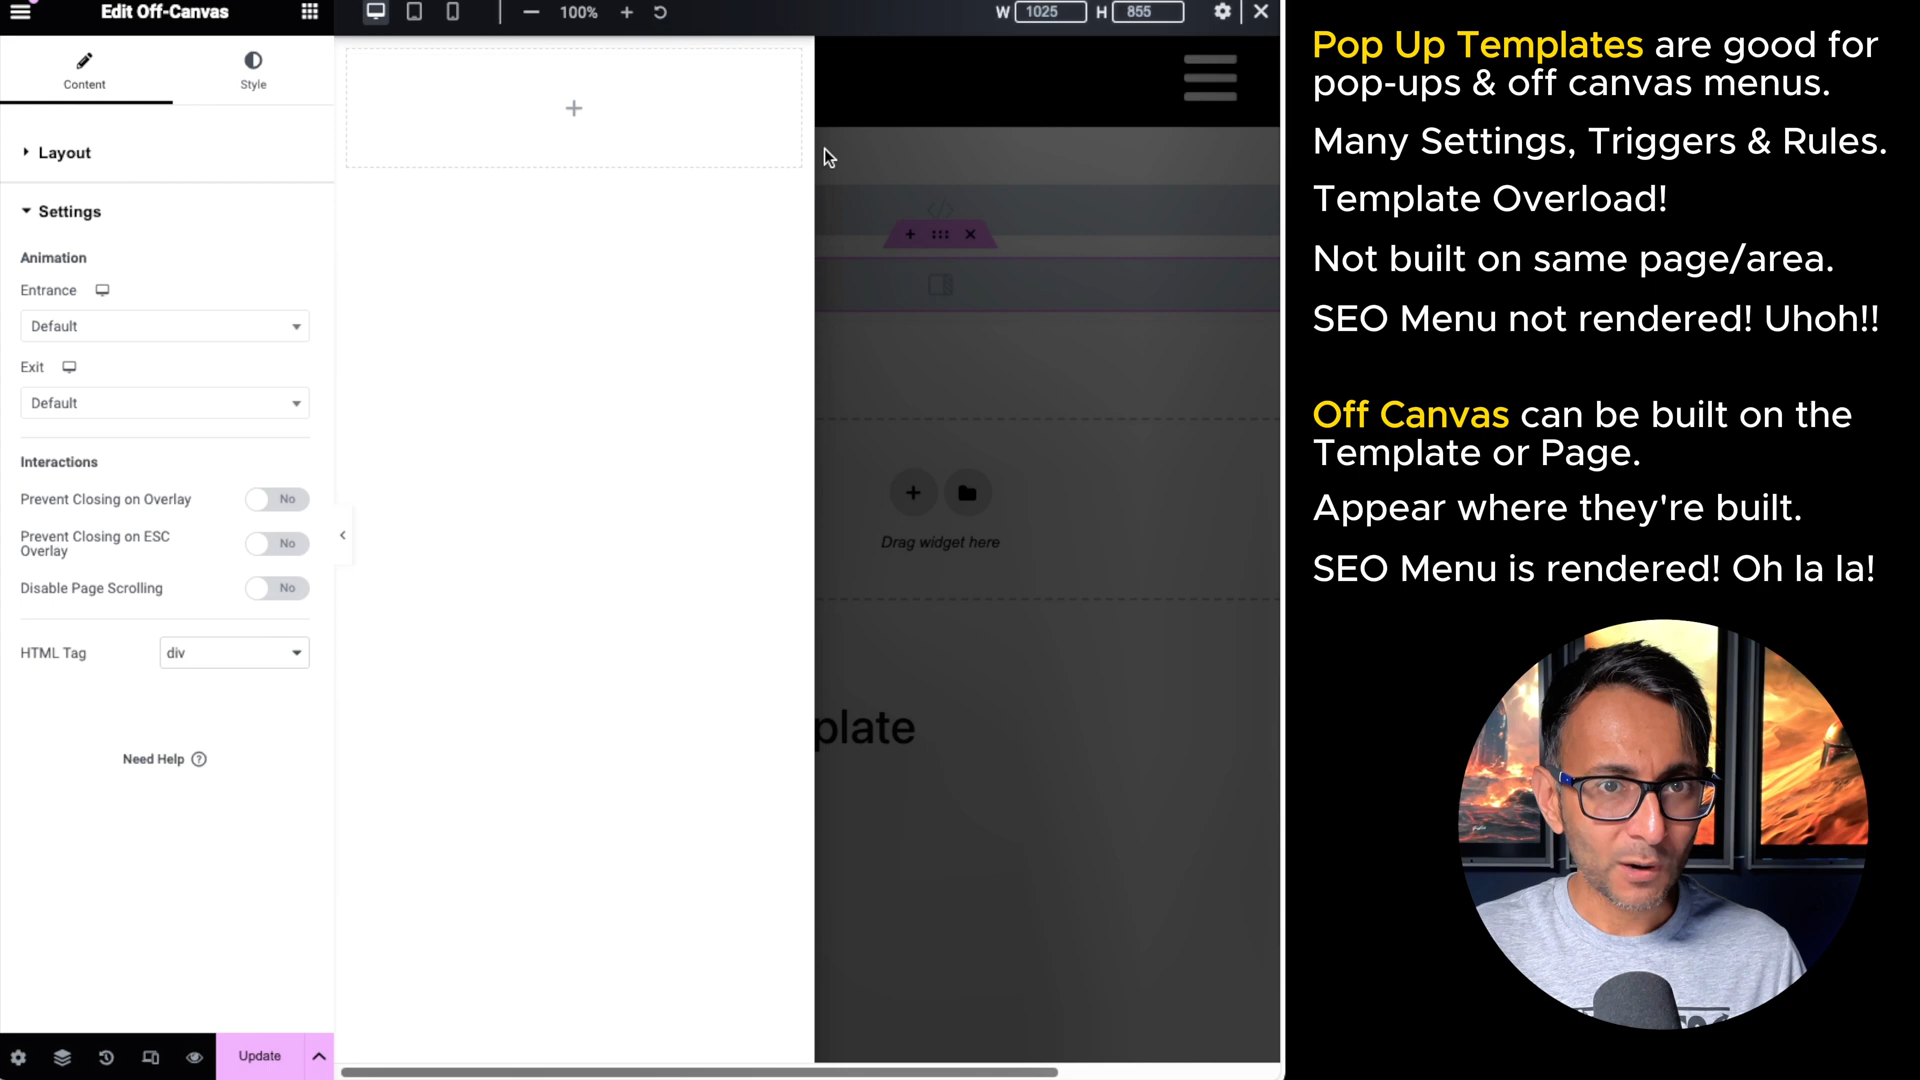 Edit Off-Canvas
100%
W 1025 H 855
Content
Style
Layout
Settings
Animation
Entrance
Default
Exit
Default
Interactions
Prevent Closing on Overlay
No
Prevent Closing on ESC
Overlay
No
Disable Page Scrolling
No
HTML Tag
div
Need Help
Update
Drag widget here
plate
Pop Up Templates are good for
pop-ups & off canvas menus.
Many Settings, Triggers & Rules.
Template Overload!
Not built on same page/area.
SEO Menu not rendered! Uhoh!!
Off Canvas can be built on the
Template or Page.
Appear where they're built.
SEO Menu is rendered! Oh la la!